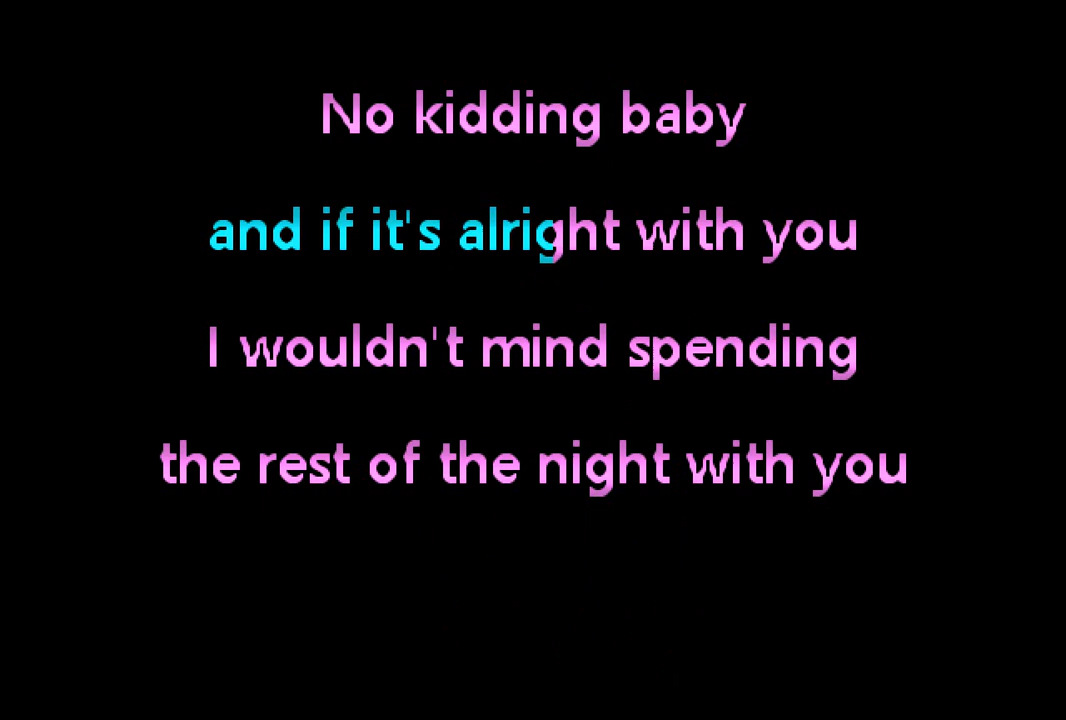 No kidding baby
and if it's alright with you
I wouldn't mind spending
the rest of the night with you